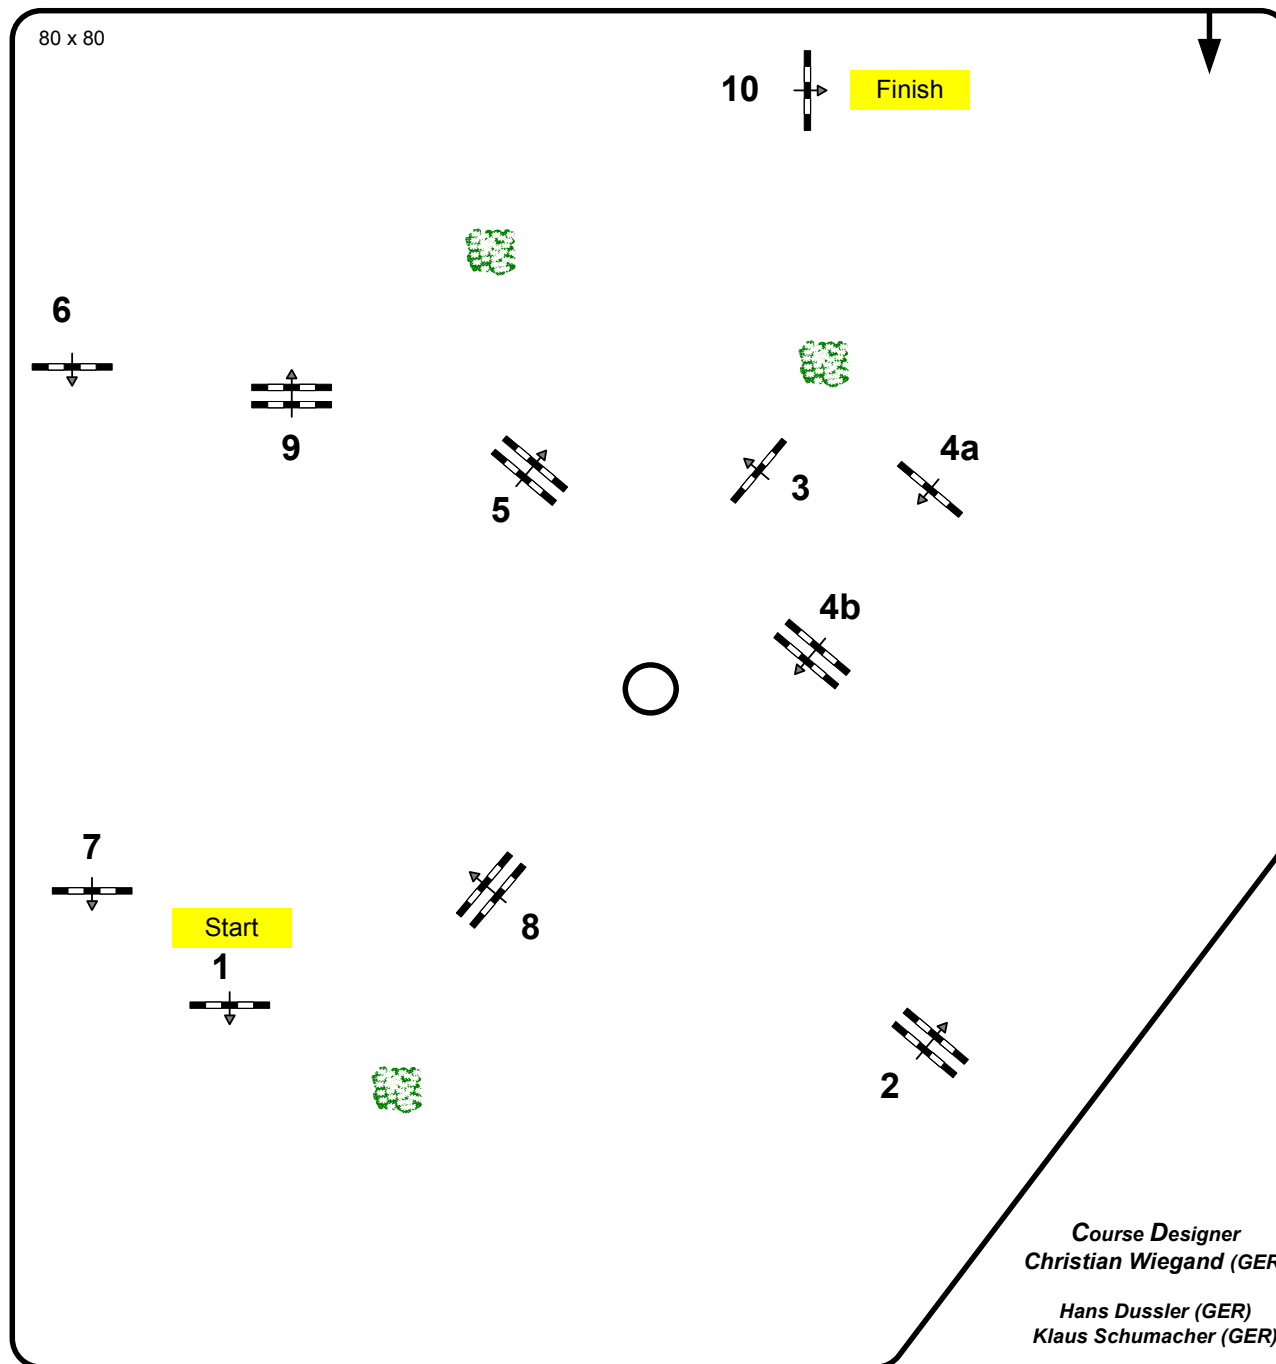 80 x 80
10
Finish
6
9
5
3
4a
4b
7
Start
1
8
2
Course Designer
Christian Wiegand (GER
Hans Dussler (GER)
Klaus Schumacher (GER)